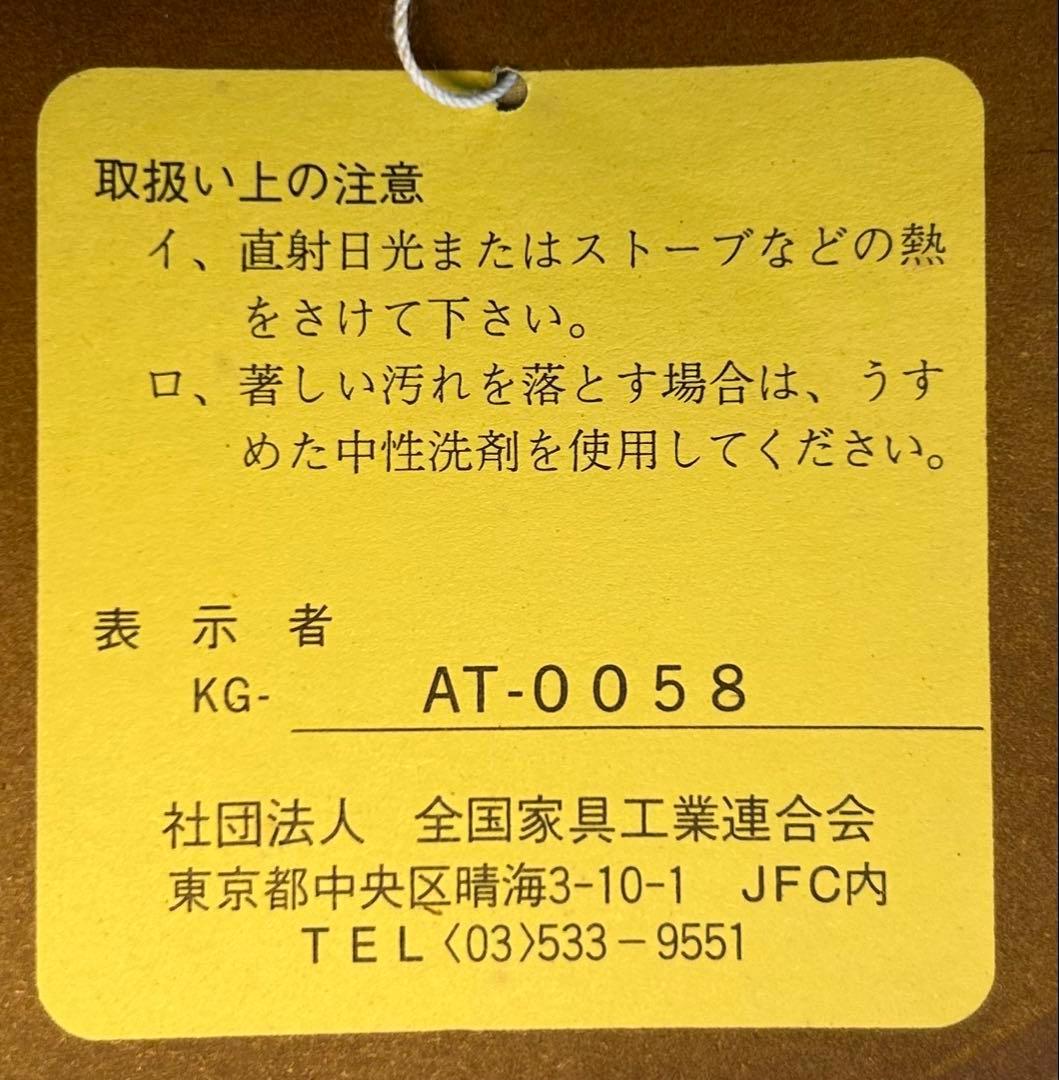 取扱い上の注意
イ、直射日光またはストーブなどの熱
をさけて下さい。
ロ、著しい汚れを落とす場合は、うす
めた中性洗剤を使用してください。
表 示 者
KG- AT-0058
社団法人 全国家具工業連合会
東京都中央区晴海3-10-1 JFC内
TEL〈03〉533-9551